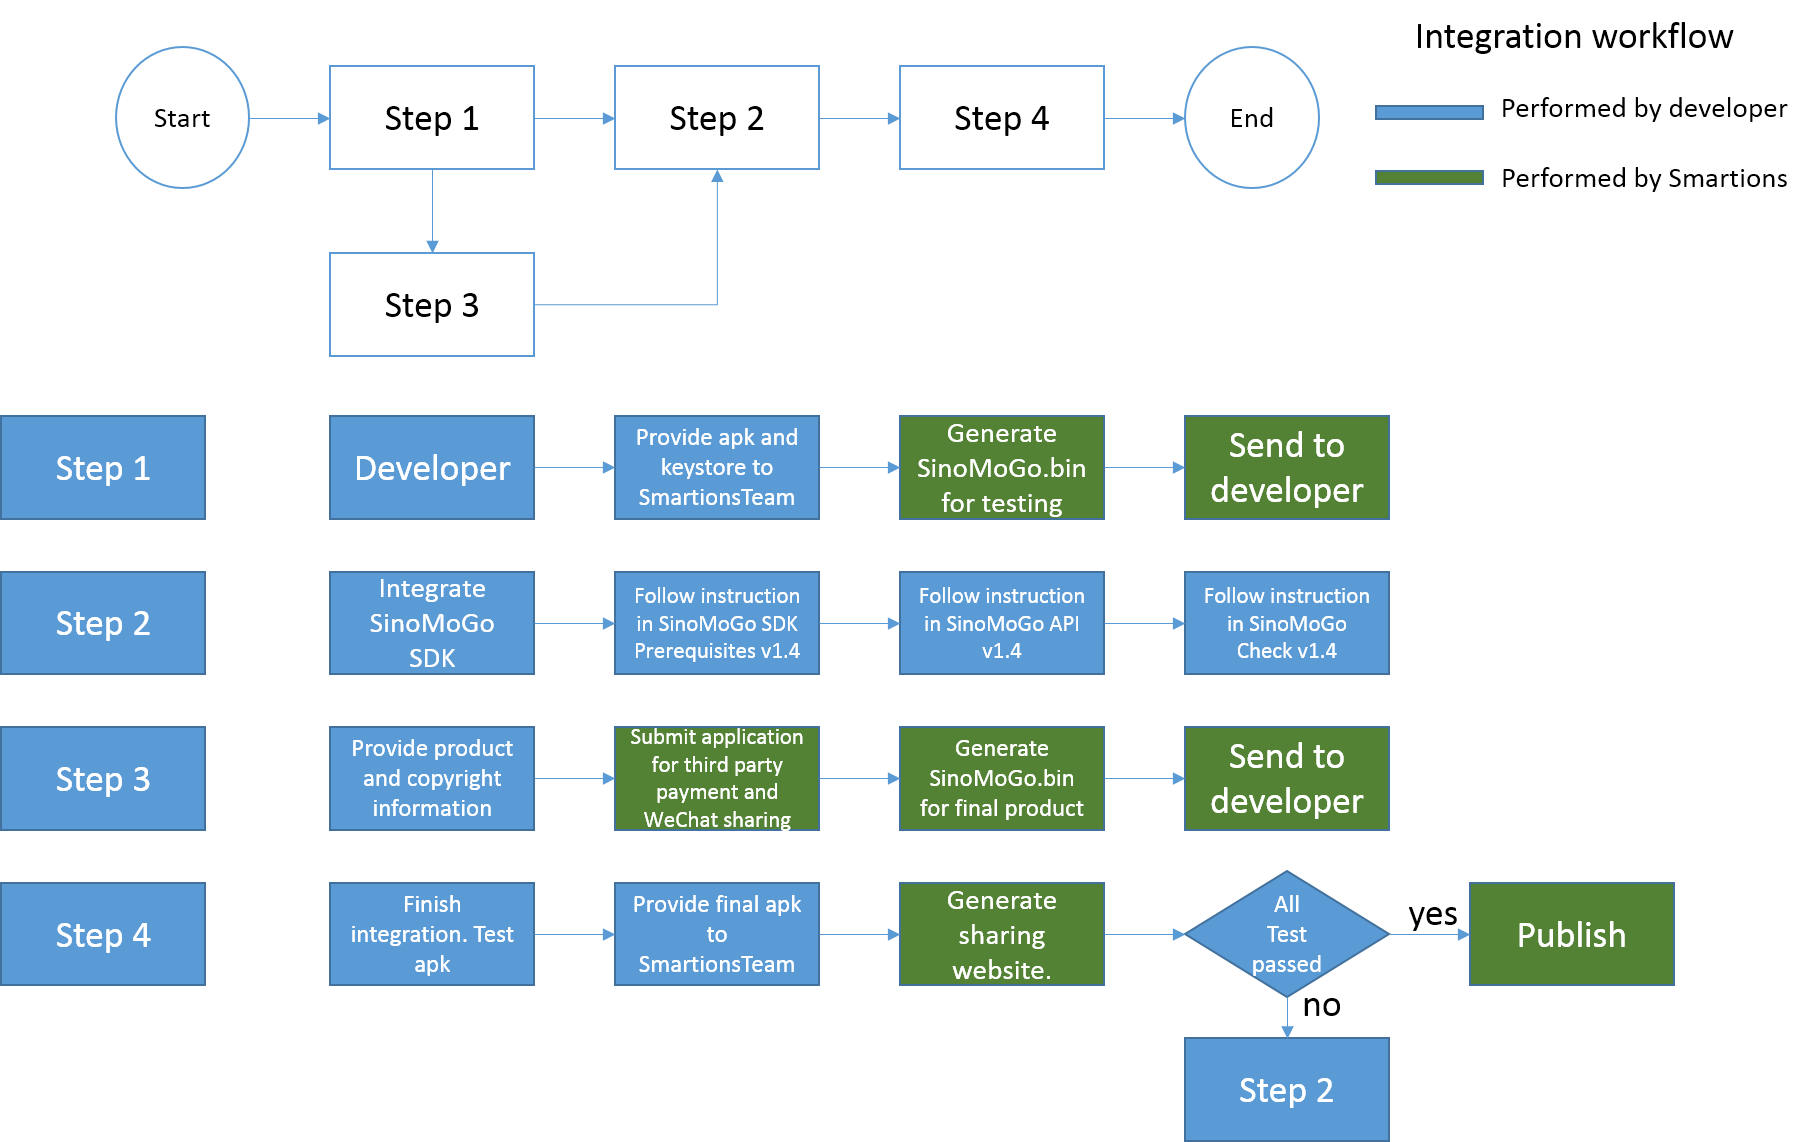 Integration workflow
Performed by developer
Performed by Smartions
Start
Step 1
Step 2
Step 4
End
Step 3
Step 1
Developer
Provide apk and
keystore to
SmartionsTeam
Generate
SinoMoGo.bin
for testing
Send to
developer
Step 2
Integrate
SinoMoGo
SDK
Follow instruction
in SinoMoGo SDK
Prerequisites v1.4
Follow instruction
in SinoMoGo API
v1.4
Follow instruction
in SinoMoGo
Check v1.4
Step 3
Provide product
and copyright
information
Submit application
for third party
payment and
WeChat sharing
Generate
SinoMoGo.bin
for final product
Send to
developer
Step 4
Finish
integration. Test
apk
Provide final apk
to
SmartionsTeam
Generate
sharing
website.
All
Test
passed
yes
Publish
no
Step 2